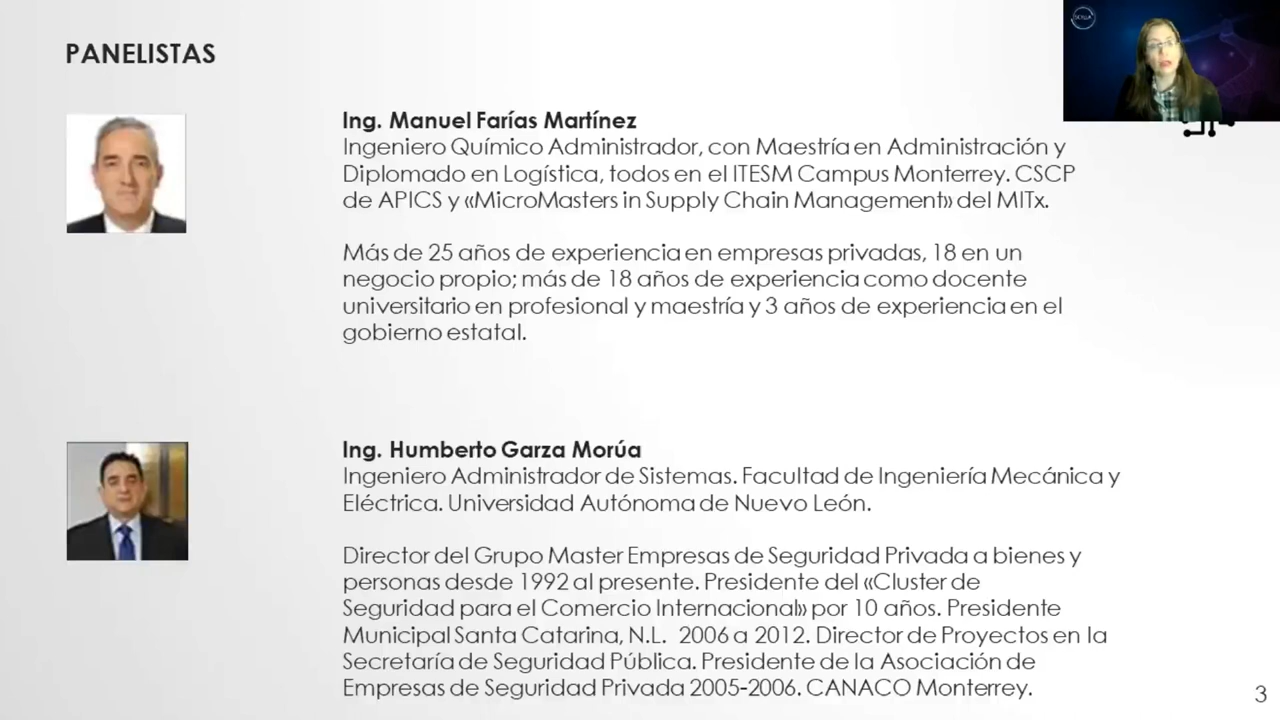 PANELISTAS
SCILLA
Ing. Manuel Farías Martínez
Ingeniero Químico Administrador, con Maestría en Administración y
Diplomado en Logística, todos en el ITESM Campus Monterrey. CSCP
de APICS y «MicroMasters in Supply Chain Management» del MITx.
Más de 25 años de experiencia en empresas privadas, 18 en un
negocio propio; más de 18 años de experiencia como docente
universitario en profesional y maestría y 3 años de experiencia en el
gobierno estatal.
Ing. Humberto Garza Morúa
Ingeniero Administrador de Sistemas. Facultad de Ingeniería Mecánica y
Eléctrica. Universidad Autónoma de Nuevo León.
Director del Grupo Master Empresas de Seguridad Privada a bienes y
personas desde 1992 al presente. Presidente del «Cluster de
Seguridad para el Comercio Internacional» por 10 años. Presidente
Municipal Santa Catarina, N.L. 2006 a 2012. Director de Proyectos en la
Secretaría de Seguridad Pública. Presidente de la Asociación de
Empresas de Seguridad Privada 2005-2006. CANACO Monterrey.
3